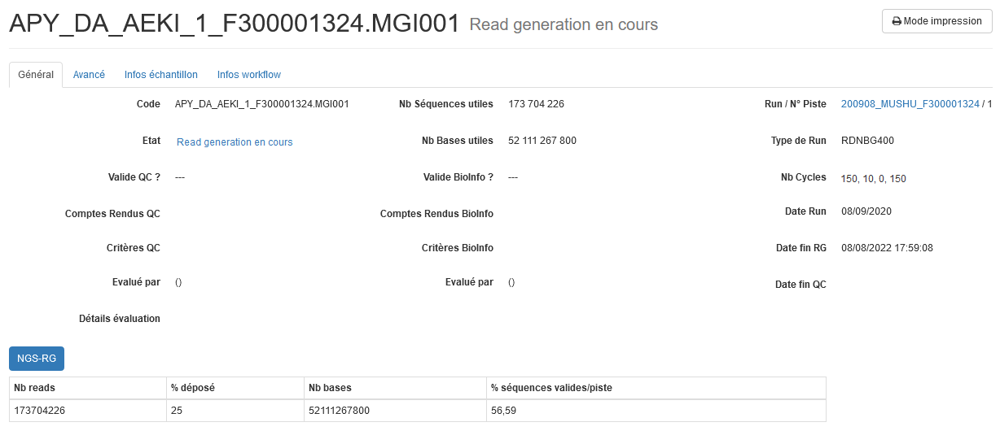 APY_DA_AEKI_1_F300001324.MGI001 Read generation en cours
Mode impression
Général Avancé Infos échantillon Infos workflow
Code APY_DA_AEKI_1_F300001324.MGI001 Nb Séquences utiles 173 704 226 Run / N° Piste 200908_MUSHU_F300001324 / 1
Etat Read generation en cours Nb Bases utiles 52 111 267 800 Type de Run RDNBG400
Valide QC ? --- Valide BioInfo ? --- Nb Cycles 150, 10, 0, 150
Comptes Rendus QC Comptes Rendus BioInfo Date Run 08/09/2020
Critères QC Critères BioInfo Date fin RG 08/08/2022 17:59:08
Evalué par () Evalué par () Date fin QC
Détails évaluation
NGS-RG
Nb reads % déposé Nb bases % séquences valides/piste
173704226 25 52111267800 56,59